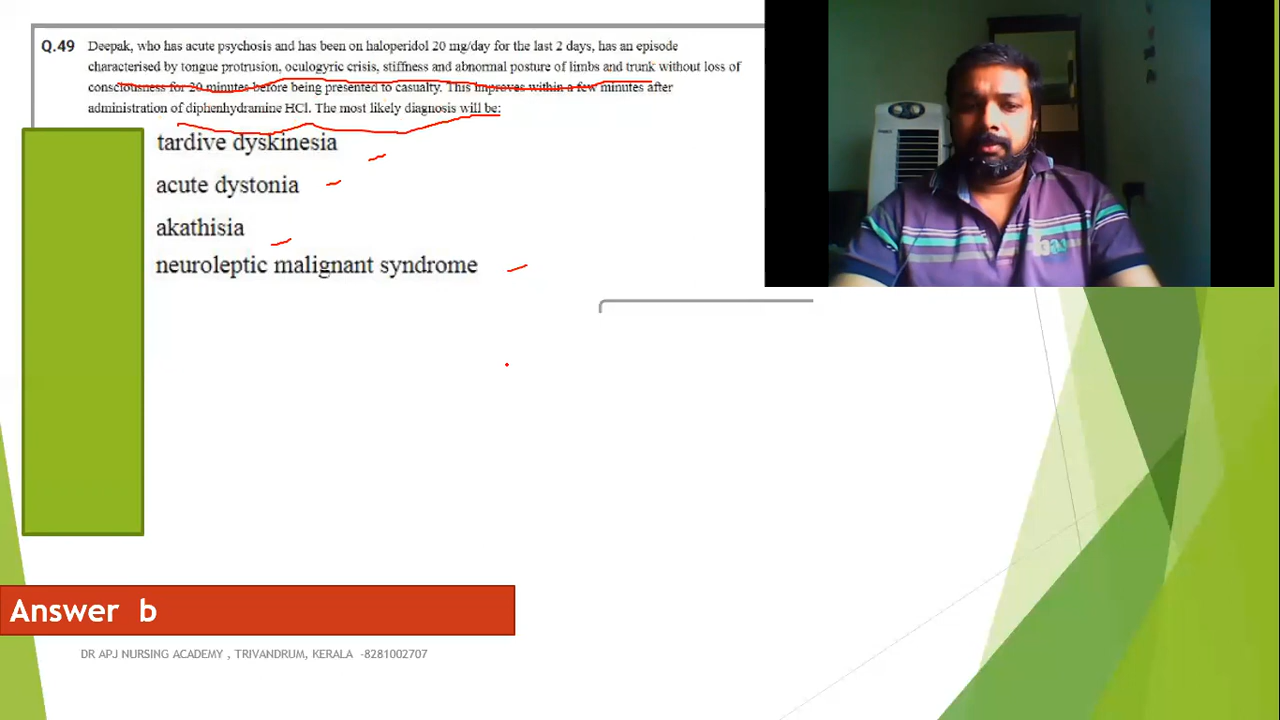 Q.49 Deepak, who has acute psychosis and has been on haloperidol 20 mg/day for the last 2 days, has an episode
characterised by tongue protrusion, oculogyric crisis, stiffness and abnormal posture of limbs and trunk without loss of
consciousness for 20 minutes before being presented to casualty. This improves within a few minutes after
administration of diphenhydramine HCl. The most likely diagnosis will be:
tardive dyskinesia
acute dystonia
akathisia
neuroleptic malignant syndrome
Answer b
DR APJ NURSING ACADEMY , TRIVANDRUM, KERALA -8281002707